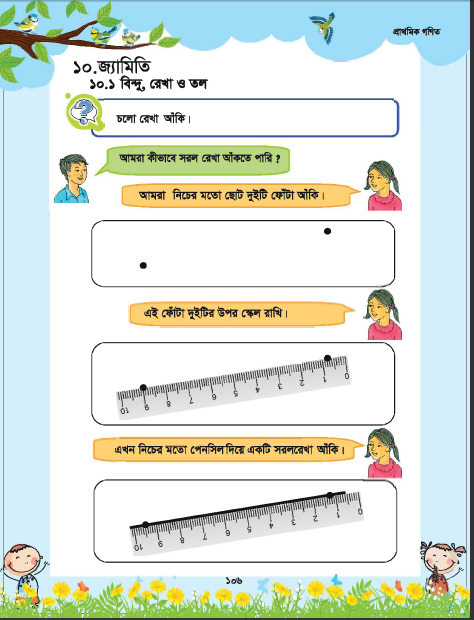 প্রাথমিক গণিত
১০.জ্যামিতি
১০.১ বিন্দু, রেখা ও তল
চলো রেখা আঁকি।
আমরা কীভাবে সরল রেখা আঁকতে পারি ?
আমরা নিচের মতো ছোট দুইটি ফোঁটা আঁকি।
এই ফোঁটা দুইটির উপর স্কেল রাখি।
10 9 8 7 6 5 4 3 2 1 0
এখন নিচের মতো পেনসিল দিয়ে একটি সরলরেখা আঁকি।
10 9 8 7 6 5 4 3 2 1 0
১০৬